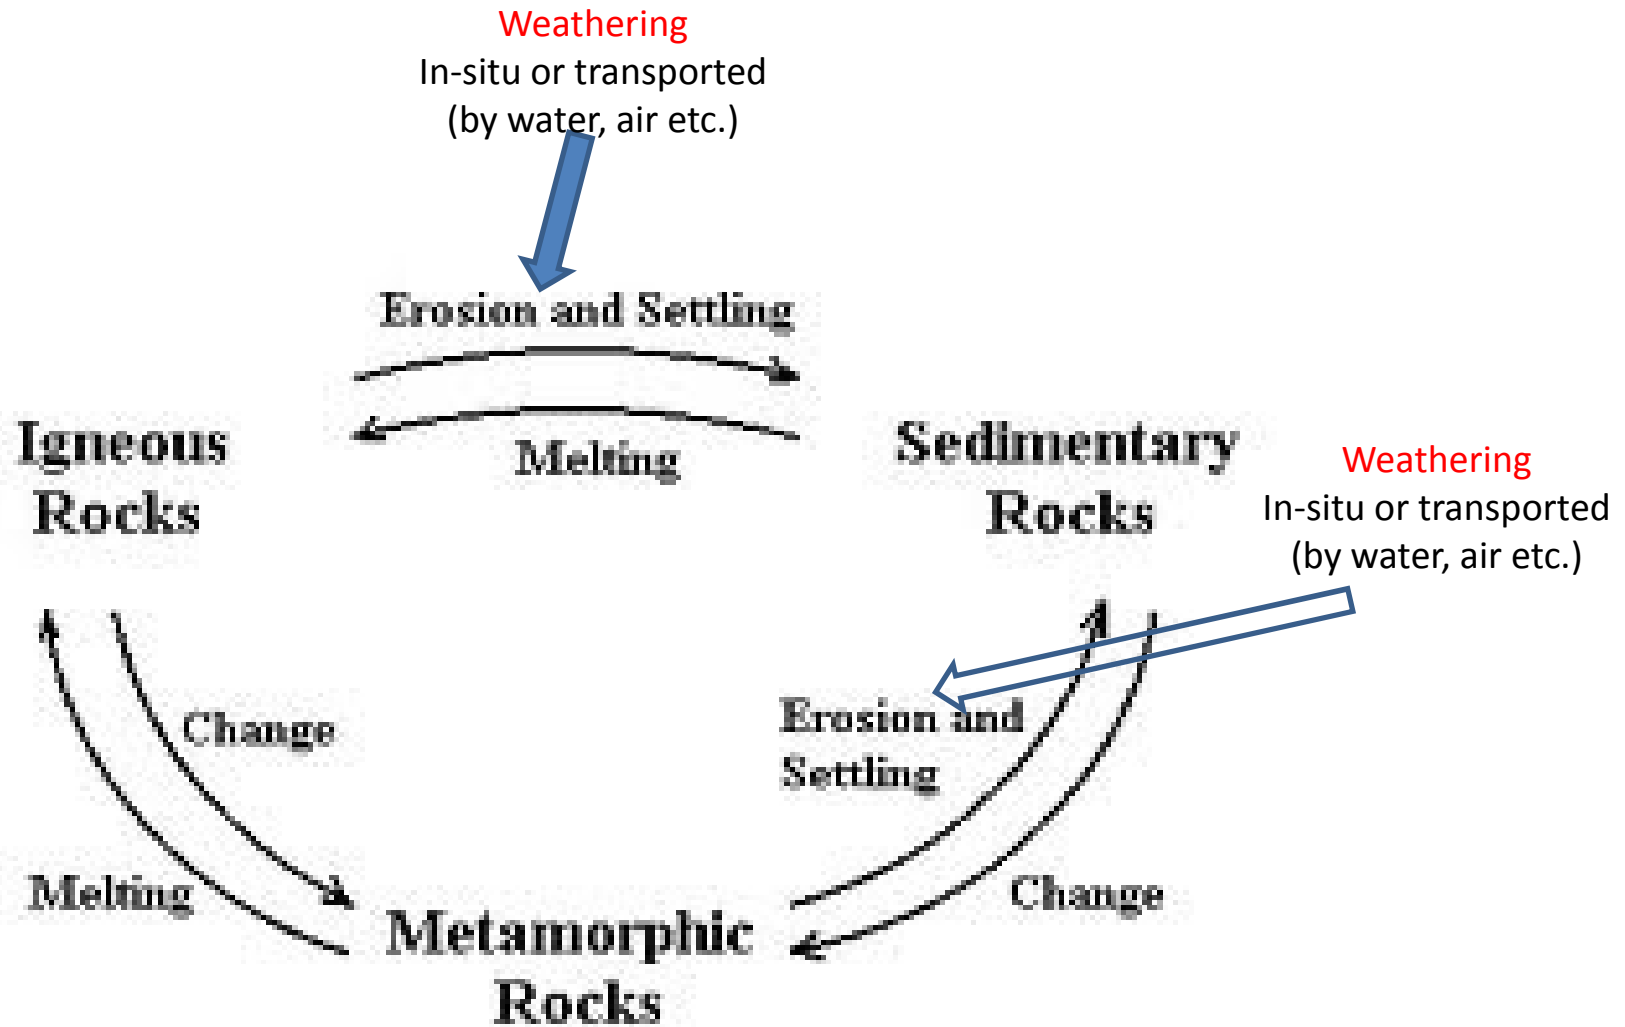 Weathering
In-situ or transported
(by water, air etc.)
Erosion and Settling
Melting
Igneous
Rocks
Sedimentary
Rocks
Weathering
In-situ or transported
(by water, air etc.)
Change
Erosion and
Settling
Melting
Change
Metamorphic
Rocks